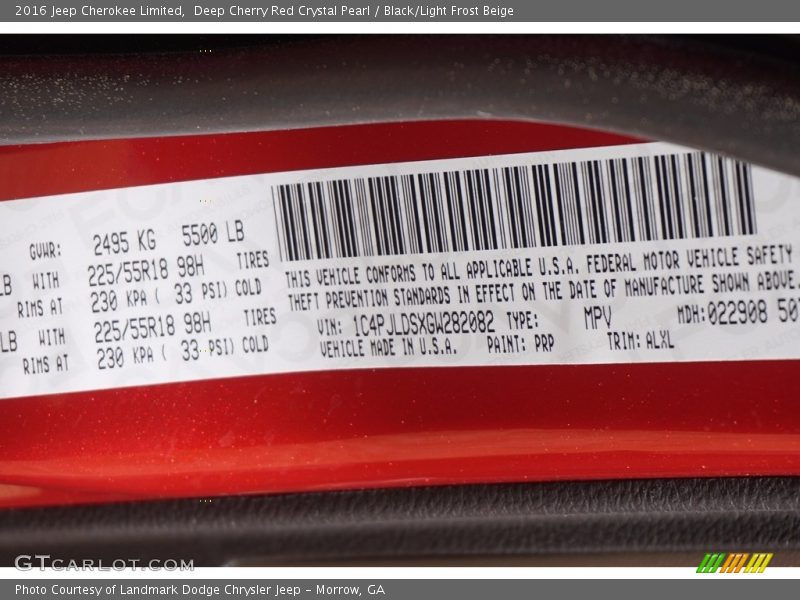 2016 Jeep Cherokee Limited, Deep Cherry Red Crystal Pearl / Black/Light Frost Beige
GVWR: 2495 KG 5500 LB
LB WITH 225/55R18 98H TIRES
RIMS AT 230 KPA ( 33 PSI) COLD
LB WITH 225/55R18 98H TIRES
RIMS AT 230 KPA ( 33 PSI) COLD
THIS VEHICLE CONFORMS TO ALL APPLICABLE U.S.A. FEDERAL MOTOR VEHICLE SAFETY
THEFT PREVENTION STANDARDS IN EFFECT ON THE DATE OF MANUFACTURE SHOWN ABOVE.
VIN: 1C4PJLDSXGW282082 TYPE: MPV MDH:022908 501
VEHICLE MADE IN U.S.A. PAINT: PRP TRIM: ALXL
GTCARLOT.COM
Photo Courtesy of Landmark Dodge Chrysler Jeep – Morrow, GA